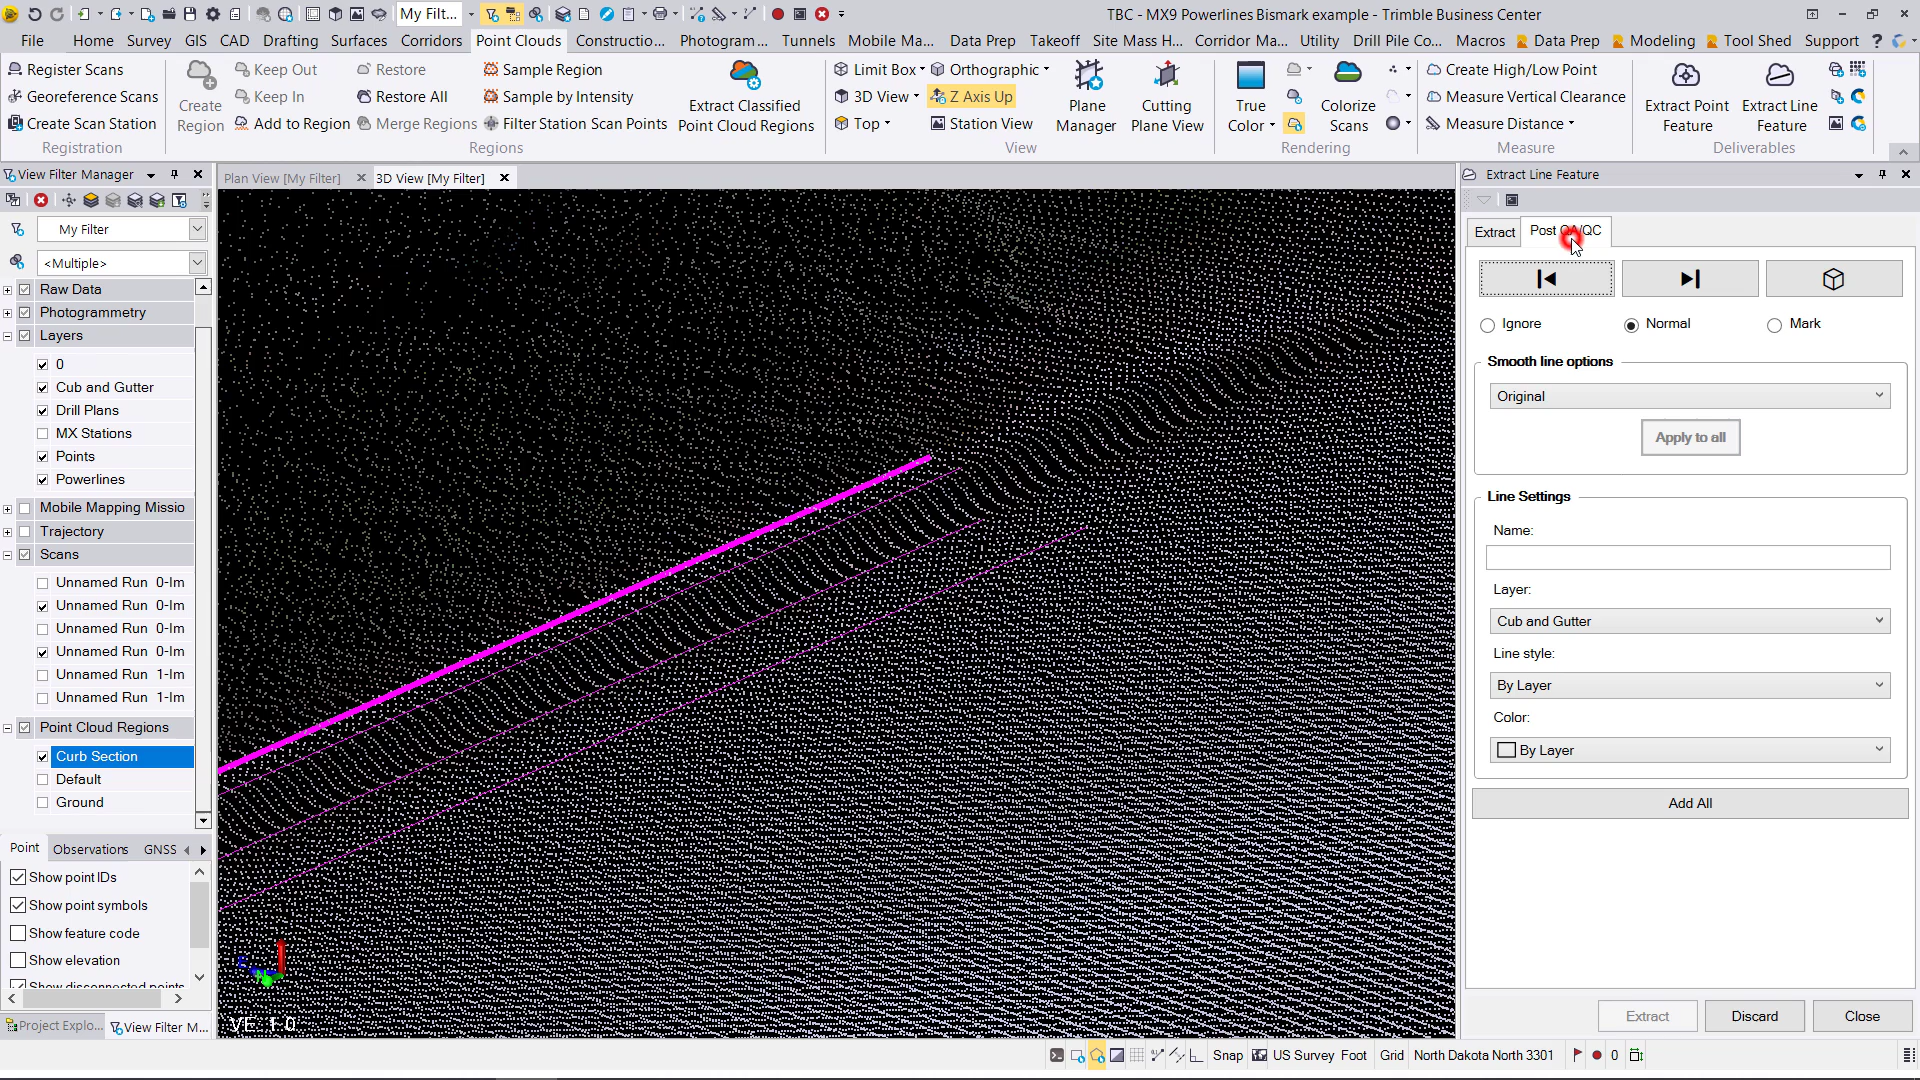 My Filt...
TBC - MX9 Powerlines Bismark example - Trimble Business Center
File Home Survey GIS CAD Drafting Surfaces Corridors Point Clouds Constructio... Photogram... Tunnels Mobile Ma... Data Prep Takeoff Site Mass H... Corridor Ma... Utility Drill Pile Co... Macros Data Prep Modeling Tool Shed Support
Register Scans
Georeference Scans
Create Scan Station
Registration
Create Region
Keep Out
Keep In
Add to Region
Restore
Restore All
Merge Regions
Sample Region
Sample by Intensity
Filter Station Scan Points
Extract Classified
Point Cloud Regions
Regions
Limit Box
3D View
Top
Orthographic
Z Axis Up
Station View
Plane
Manager
Cutting
Plane View
View
True
Color
Colorize
Scans
Rendering
Create High/Low Point
Measure Vertical Clearance
Measure Distance
Measure
Extract Point
Feature
Extract Line
Feature
Deliverables
View Filter Manager
My Filter
<Multiple>
Raw Data
Photogrammetry
Layers
0
Cub and Gutter
Drill Plans
MX Stations
Points
Powerlines
Mobile Mapping Missio
Trajectory
Scans
Unnamed Run 0-Im
Unnamed Run 0-Im
Unnamed Run 0-Im
Unnamed Run 0-Im
Unnamed Run 1-Im
Unnamed Run 1-Im
Point Cloud Regions
Curb Section
Default
Ground
Point Observations GNSS
Show point IDs
Show point symbols
Show feature code
Show elevation
Show disconnected points
Project Explo... View Filter M...
Plan View [My Filter]
3D View [My Filter]
E
N
VE: 1.0
Extract Line Feature
Extract Post QA/QC
Ignore Normal Mark
Smooth line options
Original
Apply to all
Line Settings
Name:
Layer:
Cub and Gutter
Line style:
By Layer
Color:
By Layer
Add All
Extract Discard Close
Snap US Survey Foot Grid North Dakota North 3301 0